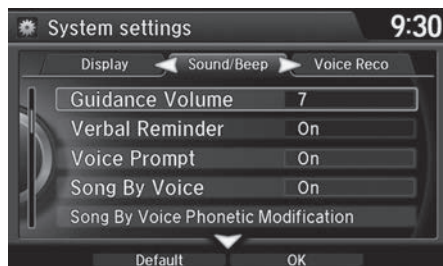 System settings 9:30
Display Sound/Beep Voice Reco
Guidance Volume 7
Verbal Reminder On
Voice Prompt On
Song By Voice On
Song By Voice Phonetic Modification
Default OK